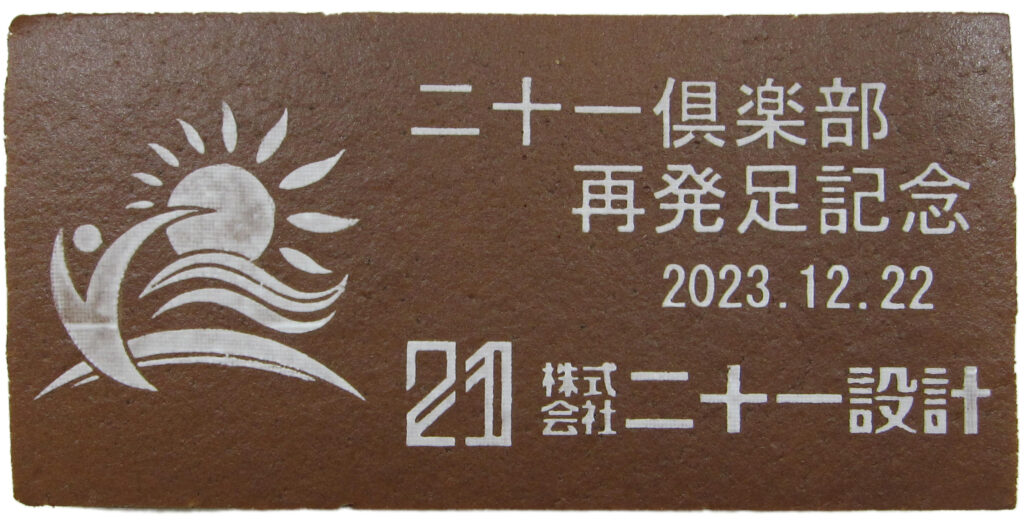 二十一倶楽部
再発足記念
2023.12.22
21 株式会社 二十一設計